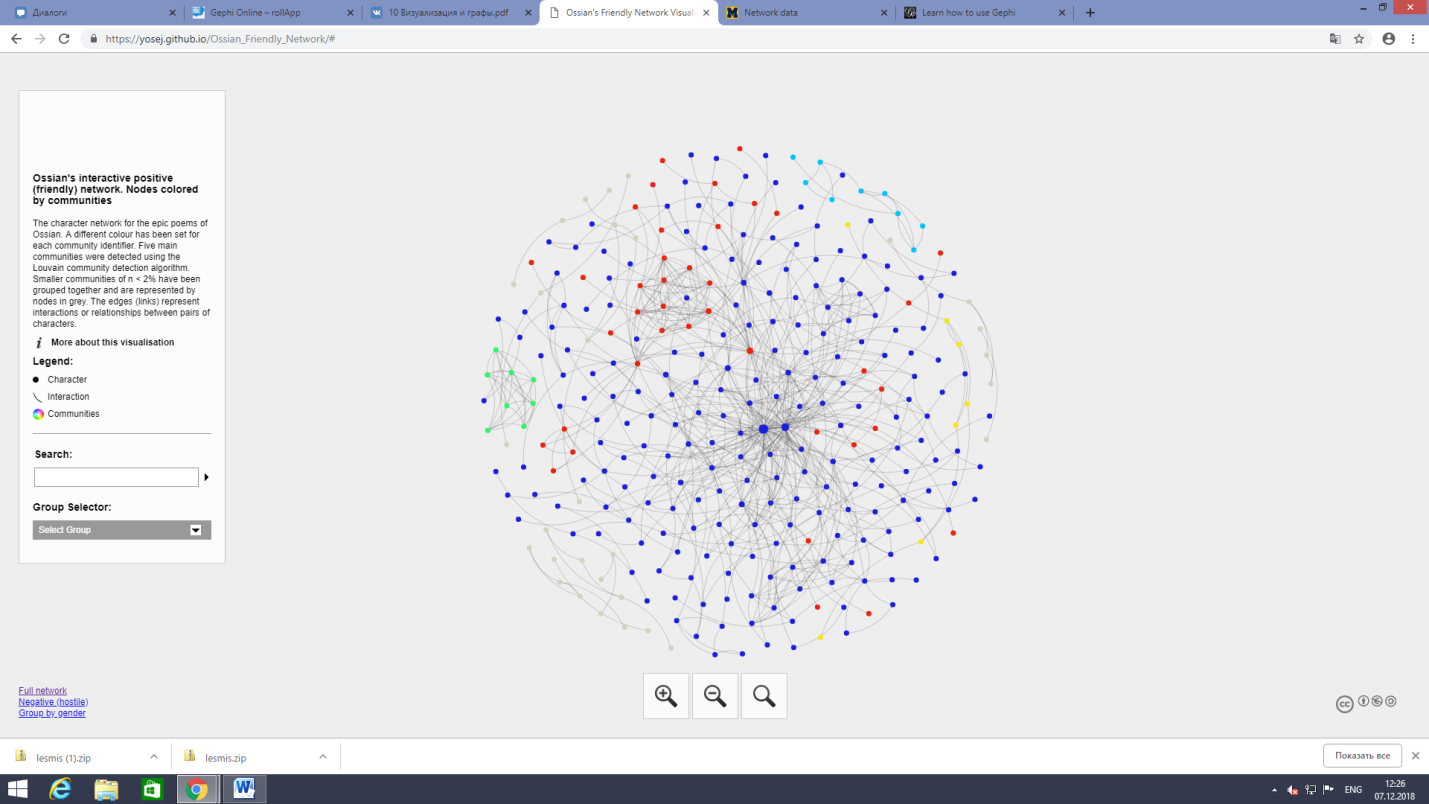 Диалоги
Gephi Online – rollApp
10 Визуализация и графы.pdf
Ossian's Friendly Network Visual
Network data
Learn how to use Gephi
https://yosej.github.io/Ossian_Friendly_Network/#
Ossian's interactive positive
(friendly) network. Nodes colored
by communities
The character network for the epic poems of
Ossian. A different colour has been set for
each community identifier. Five main
communities were detected using the
Louvain community detection algorithm.
Smaller communities of n < 2% have been
grouped together and are represented by
nodes in grey. The edges (links) represent
interactions or relationships between pairs of
characters.
i More about this visualisation
Legend:
Character
Interaction
Communities
Search:
Group Selector:
Select Group
Full network
Negative (hostile)
Group by gender
cc
lesmis (1).zip
lesmis.zip
Показать все
ENG
12:26
07.12.2018